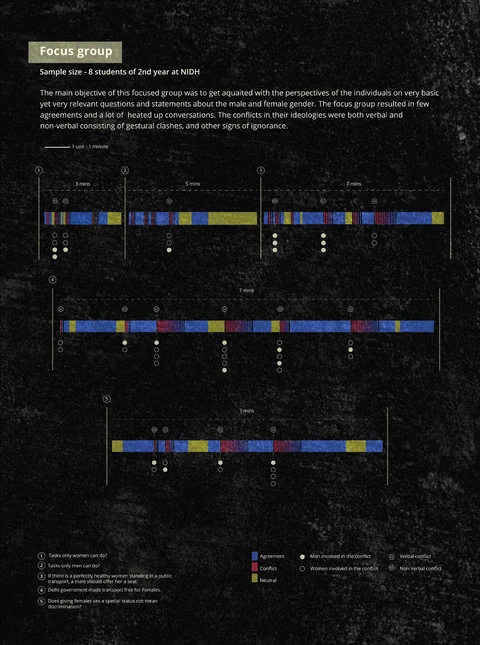 Focus group
Sample size - 8 students of 2nd year at NIDH
The main objective of this focused group was to get aquaited with the perspectives of the individuals on very basic
yet very relevant questions and statements about the male and female gender. The focus group resulted in few
agreements and a lot of heated up conversations. The conflicts in their ideologies were both verbal and
non-verbal consisting of gestural clashes, and other signs of ignorance.
1 unit - 1 minute
1 2 3
3 mins 5 mins 7 mins
4
7 mins
5
7 mins
1 Tasks only women can do?
2 Tasks only men can do?
3 If there is a perfectly healthy women standing in a public
transport, a male should offer her a seat.
4 Delhi government made transport free for Females.
5 Does giving females sex a special status not mean
discrimination?
Agreement Men involved in the conflict Verbal conflict
Conflict Women involved in the conflict Non-Verbal conflict
Neutral